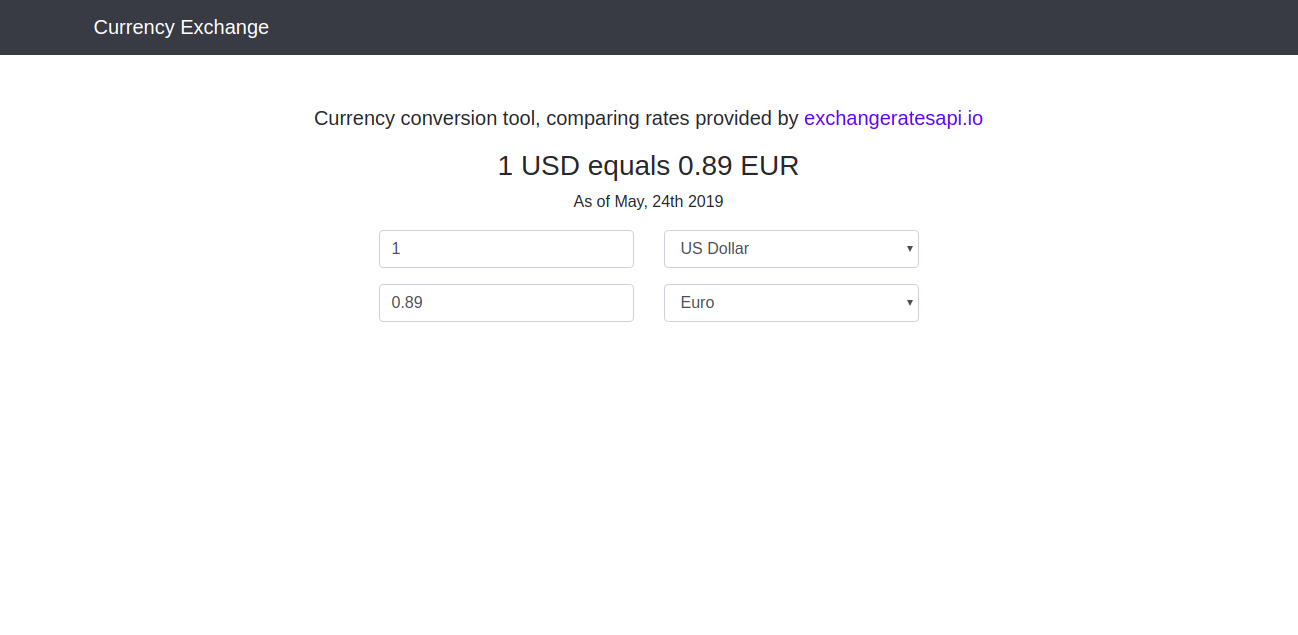 Currency Exchange
Currency conversion tool, comparing rates provided by exchangeratesapi.io
1 USD equals 0.89 EUR
As of May, 24th 2019
1 US Dollar
0.89 Euro